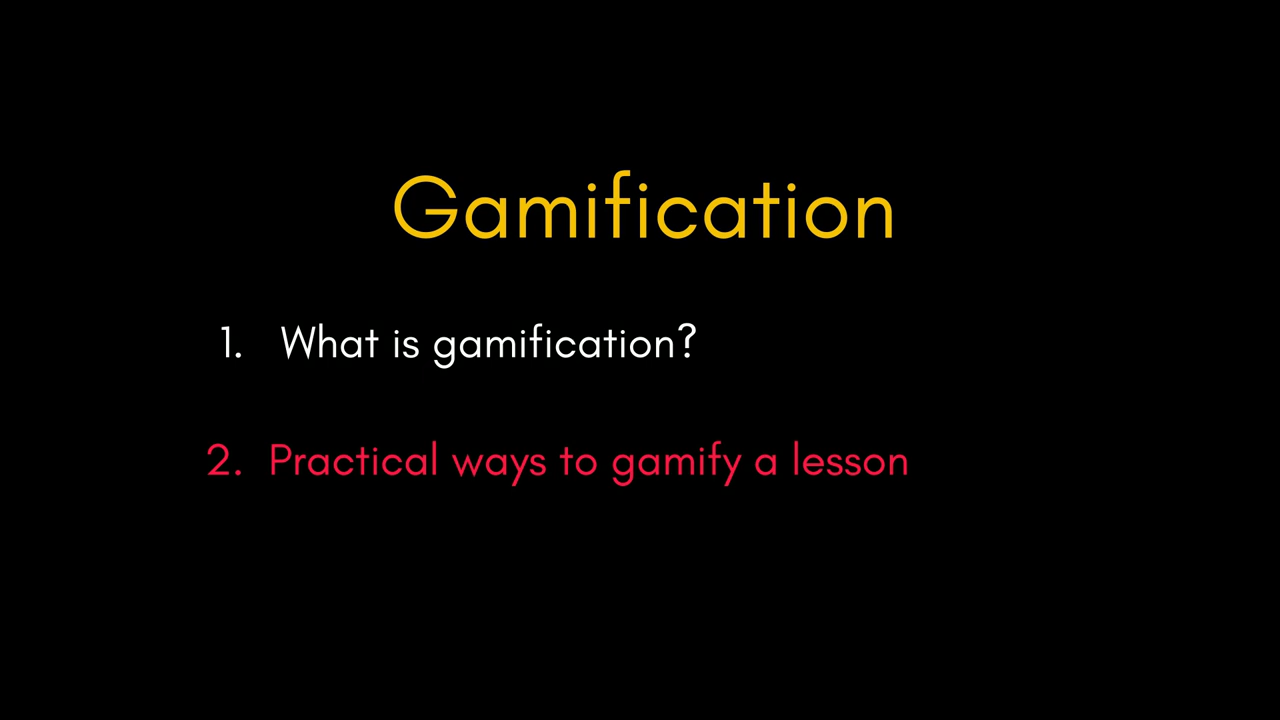 Gamification
1. What is gamification?
2. Practical ways to gamify a lesson